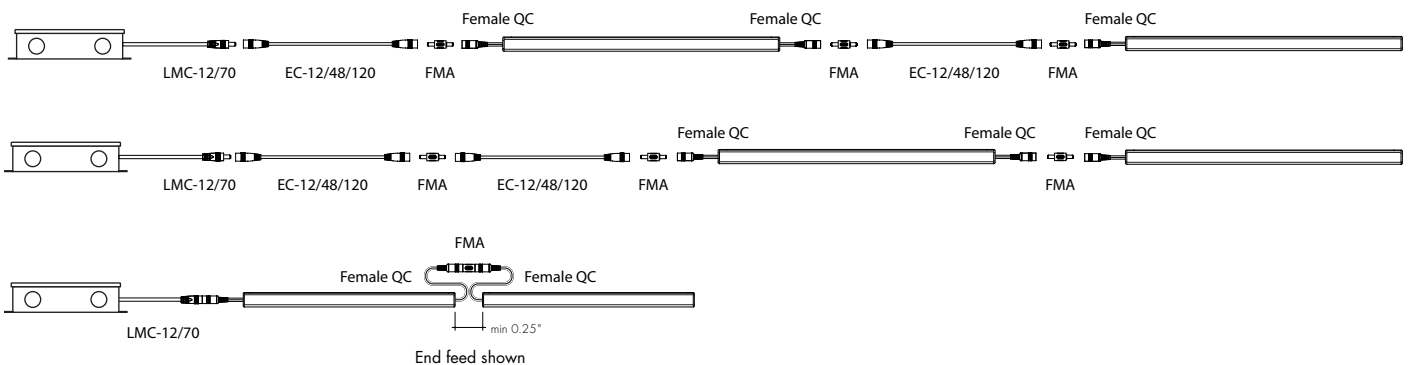 Female QC Female QC Female QC
LMC-12/70 EC-12/48/120 FMA FMA EC-12/48/120 FMA
Female QC Female QC Female QC
LMC-12/70 EC-12/48/120 FMA EC-12/48/120 FMA FMA
FMA
Female QC Female QC
LMC-12/70 min 0.25"
End feed shown